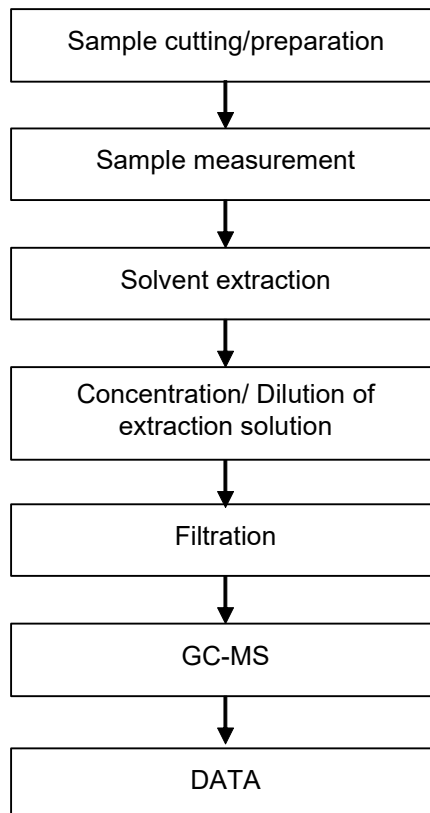 Sample cutting/preparation
Sample measurement
Solvent extraction
Concentration/ Dilution of
extraction solution
Filtration
GC-MS
DATA